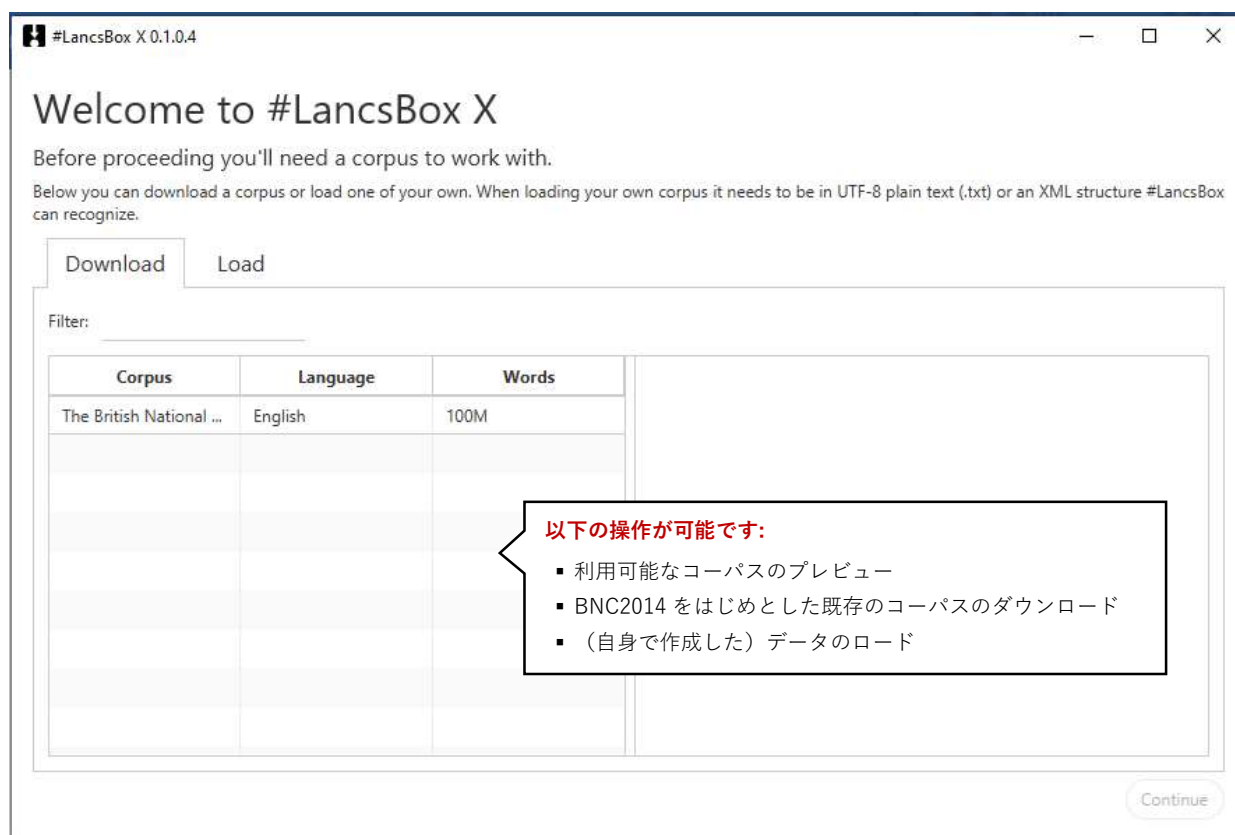 #LancsBox X 0.1.0.4
Welcome to #LancsBox X
Before proceeding you'll need a corpus to work with.
Below you can download a corpus or load one of your own. When loading your own corpus it needs to be in UTF-8 plain text (.txt) or an XML structure #LancsBox
can recognize.
Download Load
Filter:
Corpus Language Words
The British National ... English 100M
以下の操作が可能です:
▪ 利用可能なコーパスのプレビュー
▪ BNC2014 をはじめとした既存のコーパスのダウンロード
▪ （自身で作成した）データのロード
Continue